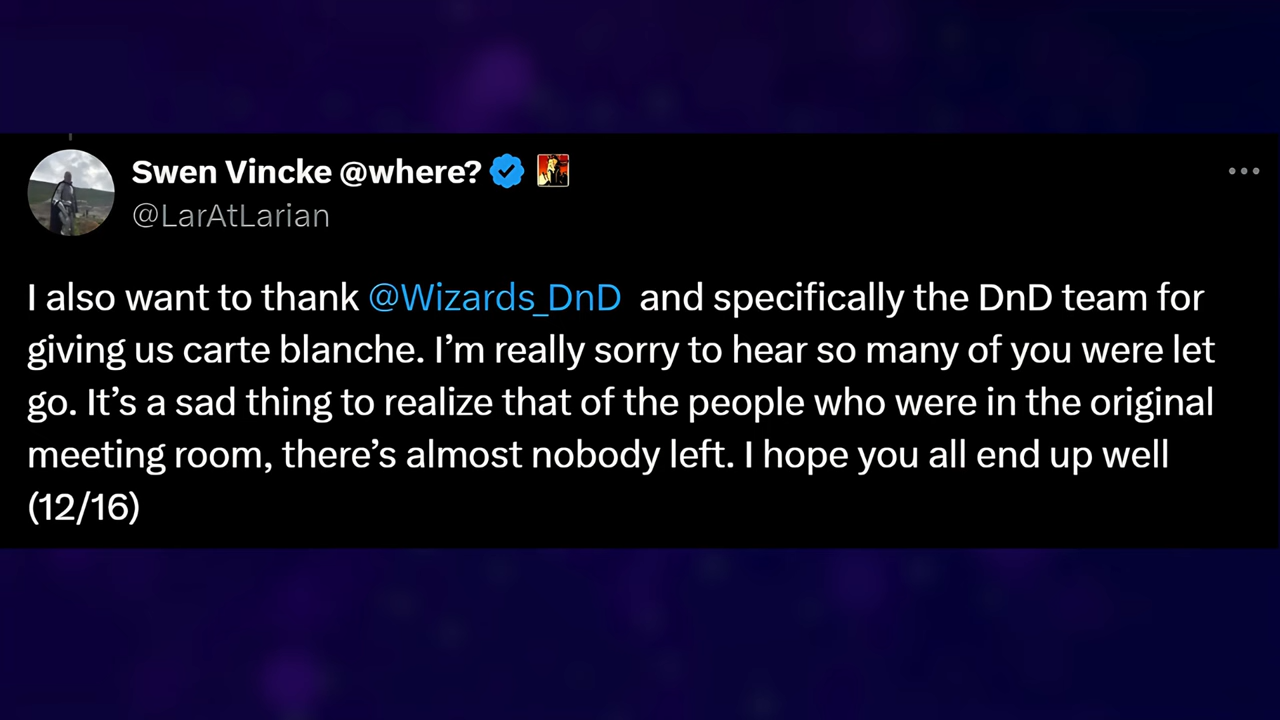 Swen Vincke @where?
@LarAtLarian
I also want to thank @Wizards_DnD and specifically the DnD team for
giving us carte blanche. I’m really sorry to hear so many of you were let
go. It’s a sad thing to realize that of the people who were in the original
meeting room, there’s almost nobody left. I hope you all end up well
(12/16)